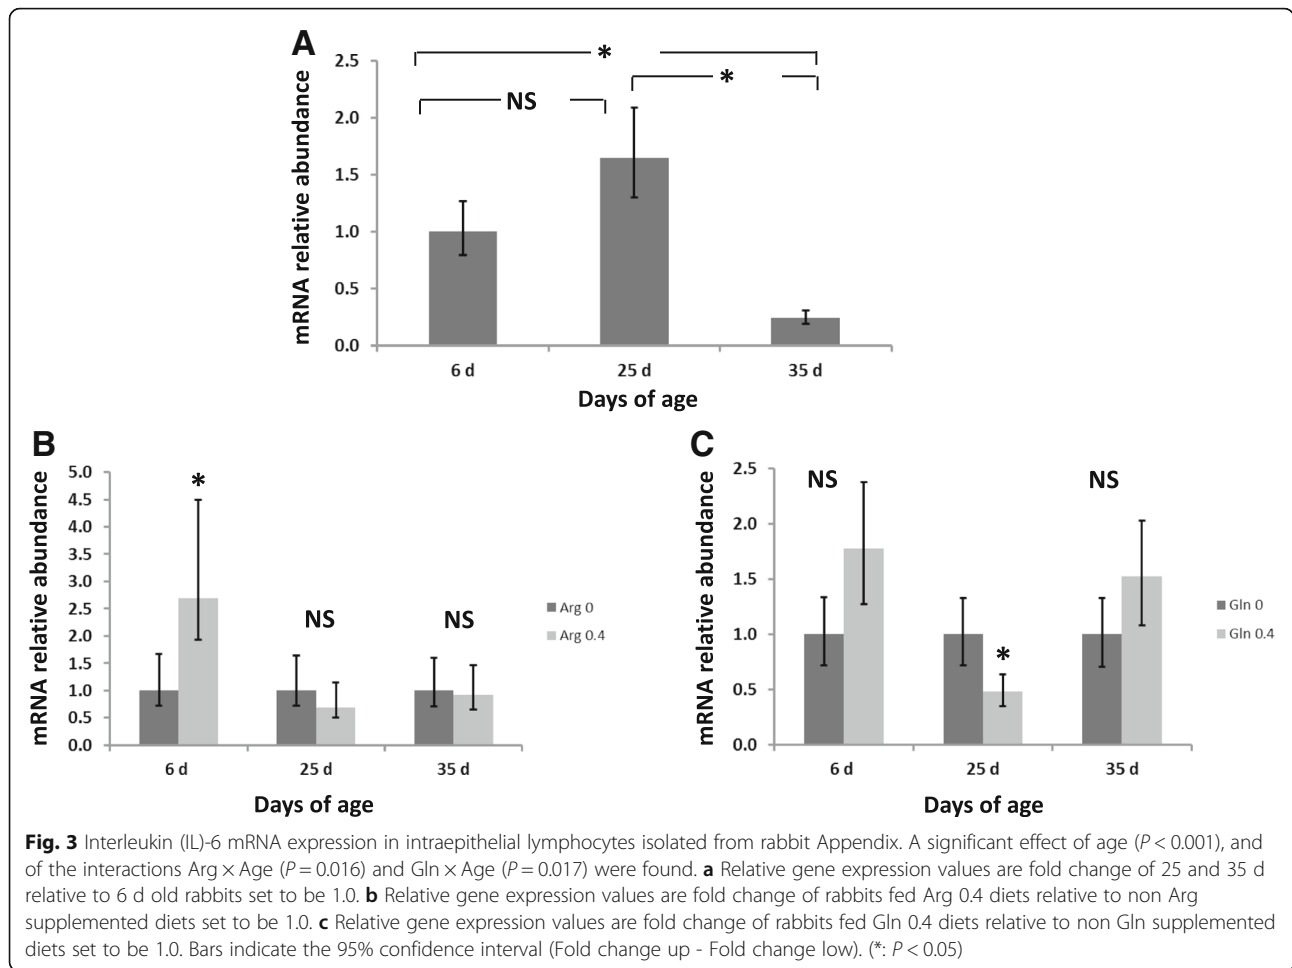 A
mRNA relative abundance
2.5
2.0
1.5
1.0
0.5
0.0
*
*
NS
6 d 25 d 35 d
Days of age
B
mRNA relative abundance
5.0
4.5
4.0
3.5
3.0
2.5
2.0
1.5
1.0
0.5
0.0
*
NS NS
6 d 25 d 35 d
Days of age
Arg 0
Arg 0.4
C
mRNA relative abundance
2.5
2.0
1.5
1.0
0.5
0.0
NS NS
*
6 d 25 d 35 d
Days of age
Gln 0
Gln 0.4
Fig. 3 Interleukin (IL)-6 mRNA expression in intraepithelial lymphocytes isolated from rabbit Appendix. A significant effect of age (P < 0.001), and
of the interactions Arg × Age (P = 0.016) and Gln × Age (P = 0.017) were found. a Relative gene expression values are fold change of 25 and 35 d
relative to 6 d old rabbits set to be 1.0. b Relative gene expression values are fold change of rabbits fed Arg 0.4 diets relative to non Arg
supplemented diets set to be 1.0. c Relative gene expression values are fold change of rabbits fed Gln 0.4 diets relative to non Gln supplemented
diets set to be 1.0. Bars indicate the 95% confidence interval (Fold change up - Fold change low). (*: P < 0.05)